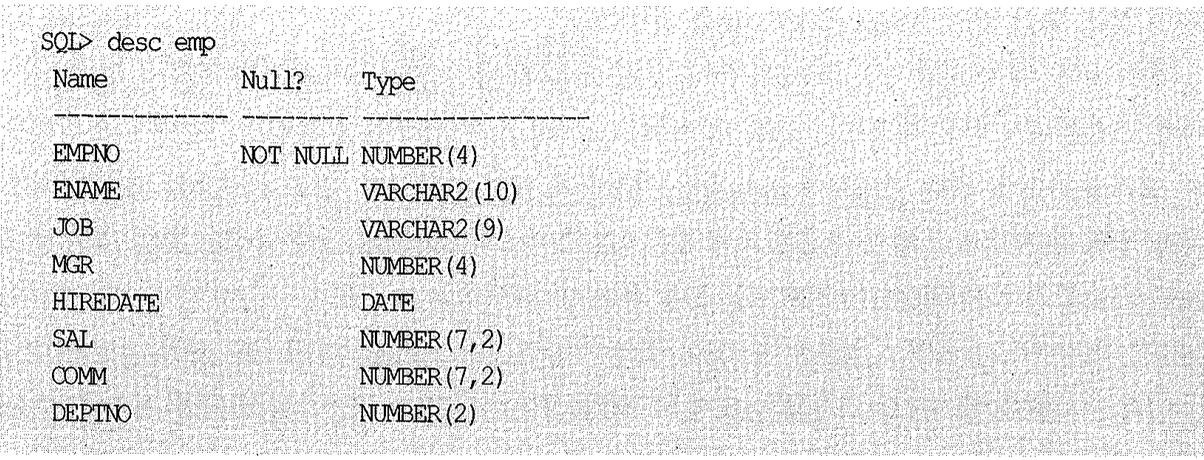 SQL> desc emp
Name Null? Type
------------- -------- -----------------
EMPNO NOT NULL NUMBER(4)
ENAME VARCHAR2(10)
JOB VARCHAR2(9)
MGR NUMBER(4)
HIREDATE DATE
SAL NUMBER(7,2)
COMM NUMBER(7,2)
DEPTNO NUMBER(2)